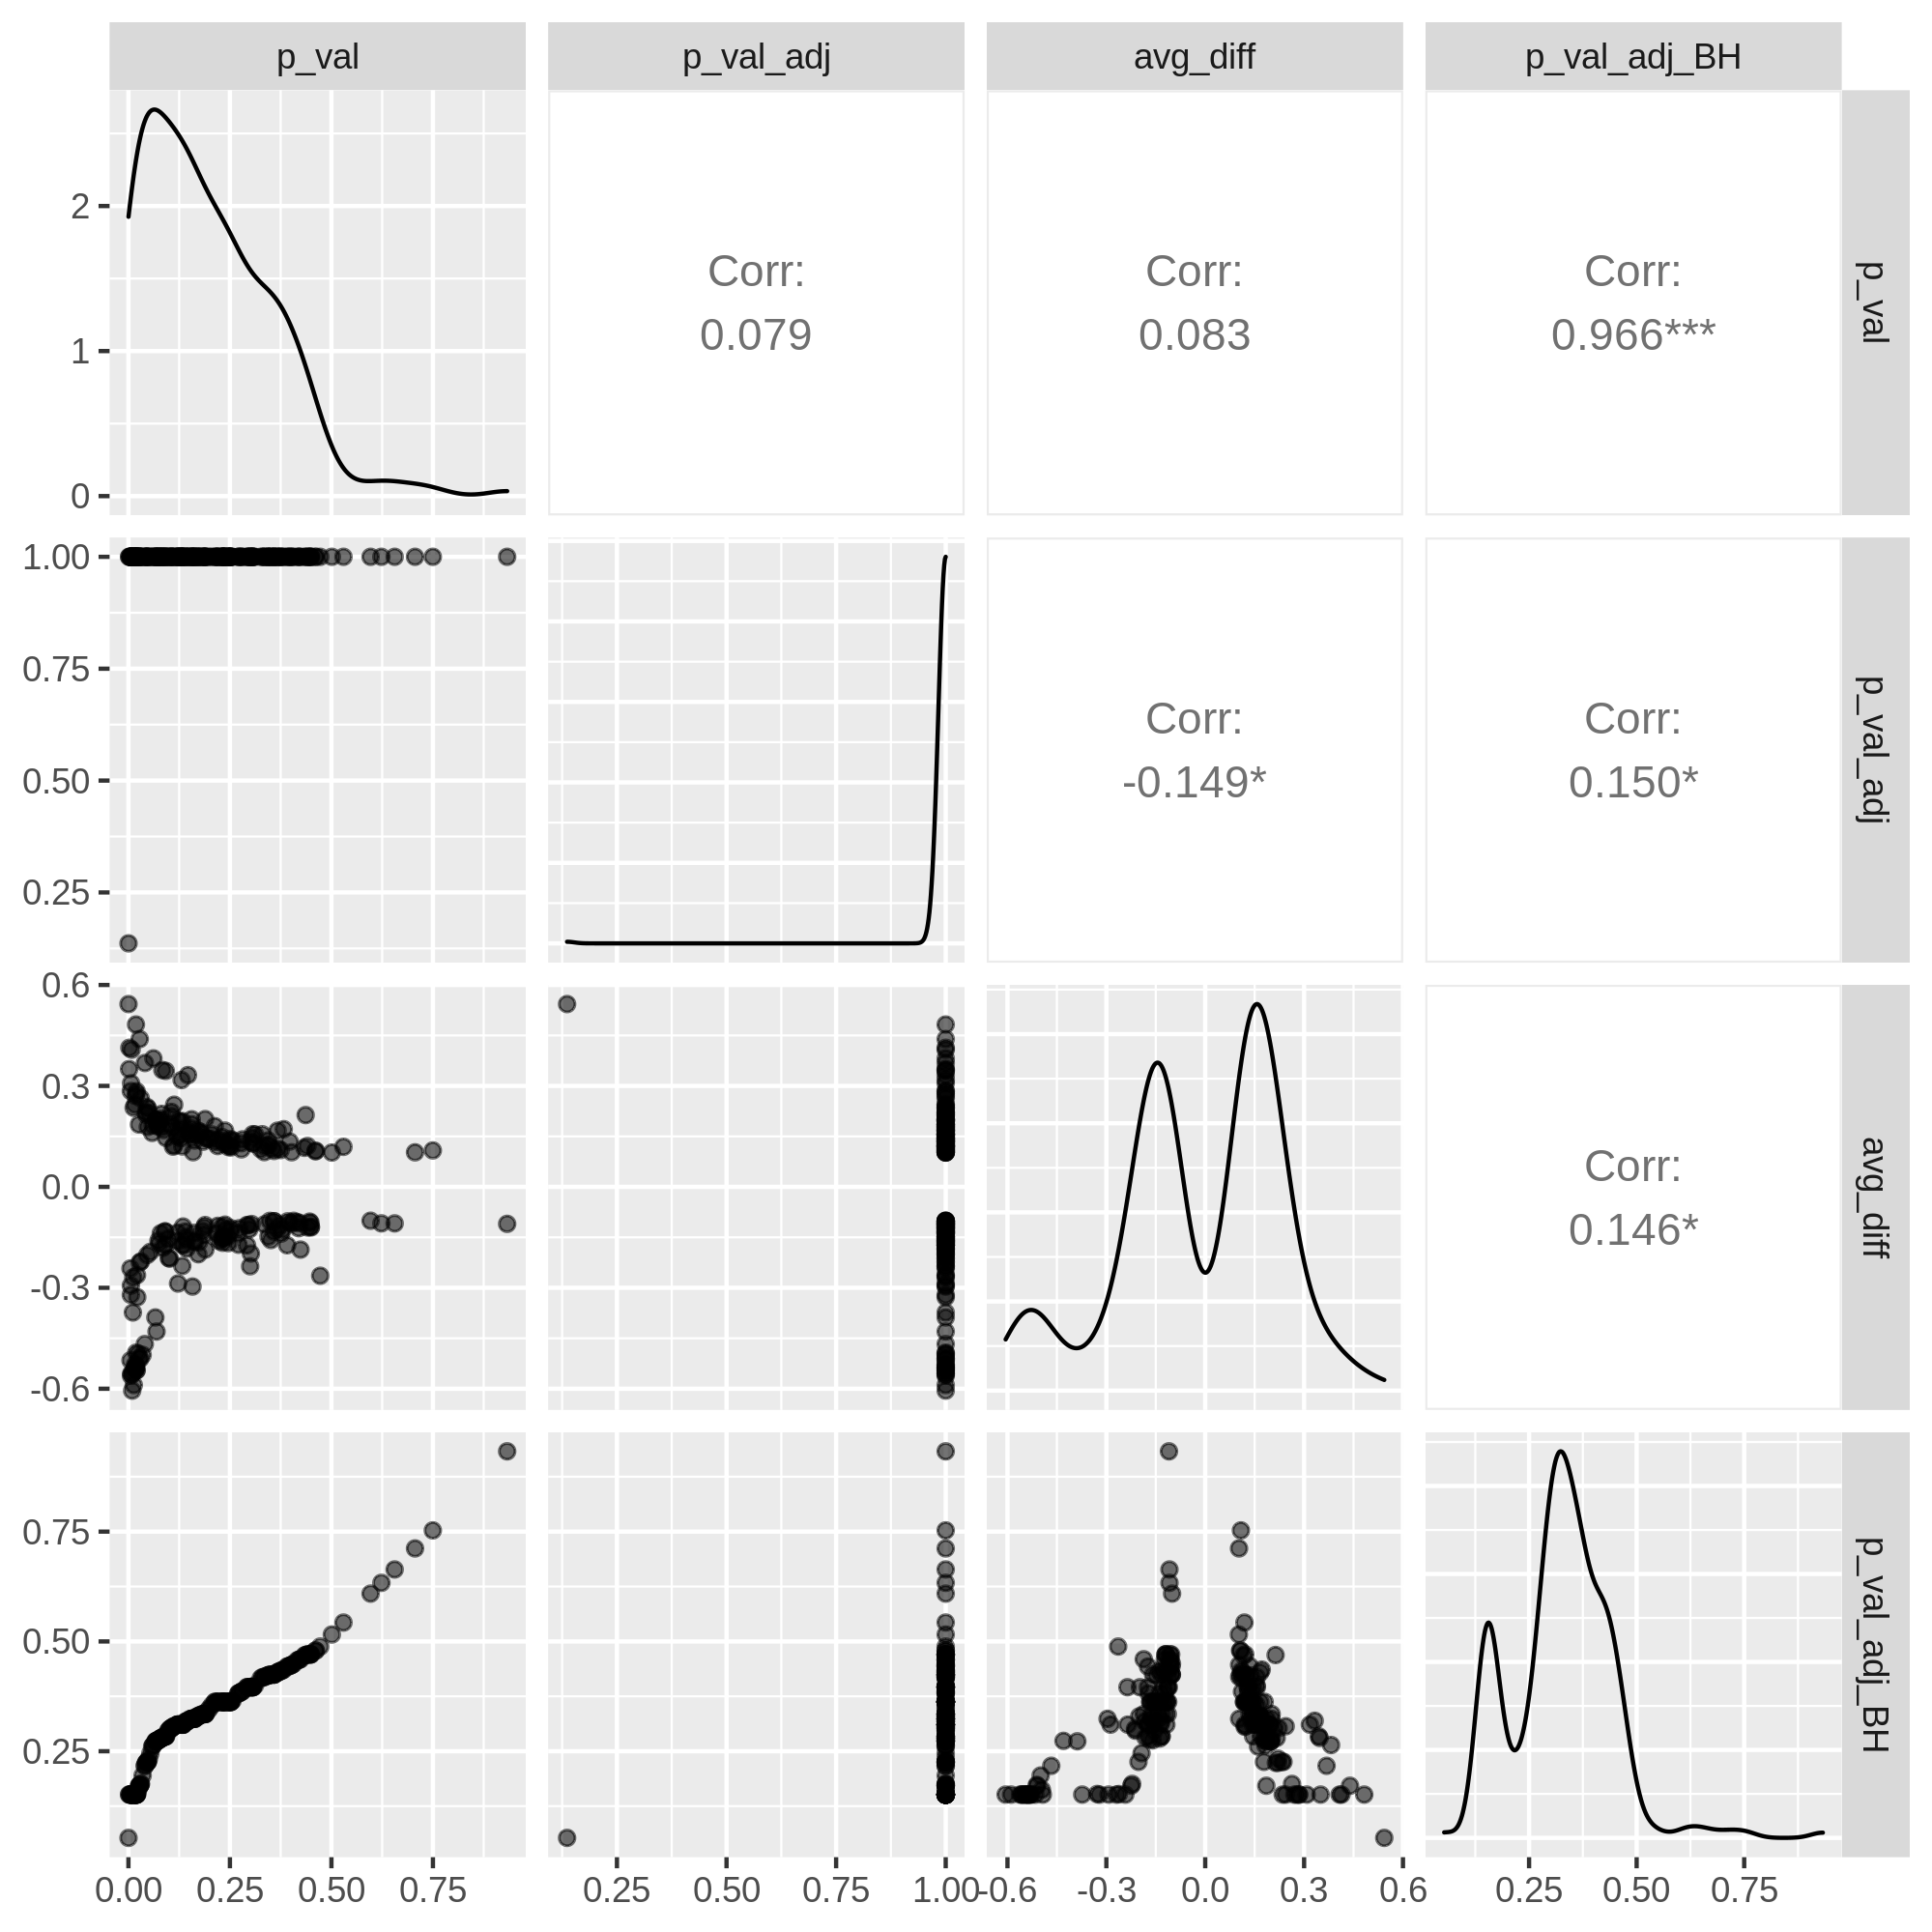 p_val p_val_adj avg_diff p_val_adj_BH
2
1
0
Corr:
0.079
Corr:
0.083
Corr:
0.966***
p_val
1.00
0.75
0.50
0.25
Corr:
-0.149*
Corr:
0.150*
p_val_adj
0.6
0.3
0.0
-0.3
-0.6
Corr:
0.146*
avg_diff
0.75
0.50
0.25
p_val_adj_BH
0.00 0.25 0.50 0.75
0.25 0.50 0.75 1.00
-0.6 -0.3 0.0 0.3 0.6
0.25 0.50 0.75